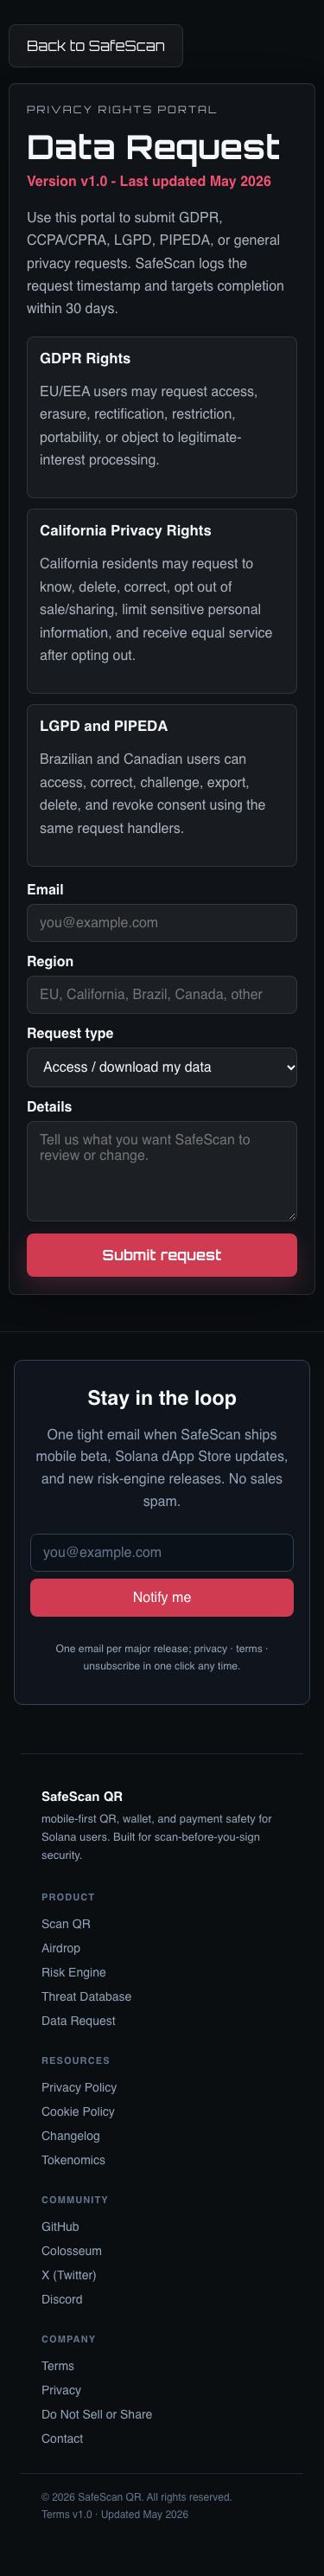 Back to SafeScan
PRIVACY RIGHTS PORTAL
Data Request
Version v1.0 - Last updated May 2026
Use this portal to submit GDPR,
CCPA/CPRA, LGPD, PIPEDA, or general
privacy requests. SafeScan logs the
request timestamp and targets completion
within 30 days.
GDPR Rights
EU/EEA users may request access,
erasure, rectification, restriction,
portability, or object to legitimate-
interest processing.
California Privacy Rights
California residents may request to
know, delete, correct, opt out of
sale/sharing, limit sensitive personal
information, and receive equal service
after opting out.
LGPD and PIPEDA
Brazilian and Canadian users can
access, correct, challenge, export,
delete, and revoke consent using the
same request handlers.
Email
you@example.com
Region
EU, California, Brazil, Canada, other
Request type
Access / download my data
Details
Tell us what you want SafeScan to
review or change.
Submit request
Stay in the loop
One tight email when SafeScan ships
mobile beta, Solana dApp Store updates,
and new risk-engine releases. No sales
spam.
you@example.com
Notify me
One email per major release; privacy · terms ·
unsubscribe in one click any time.
SafeScan QR
mobile-first QR, wallet, and payment safety for
Solana users. Built for scan-before-you-sign
security.
PRODUCT
Scan QR
Airdrop
Risk Engine
Threat Database
Data Request
RESOURCES
Privacy Policy
Cookie Policy
Changelog
Tokenomics
COMMUNITY
GitHub
Colosseum
X (Twitter)
Discord
COMPANY
Terms
Privacy
Do Not Sell or Share
Contact
© 2026 SafeScan QR. All rights reserved.
Terms v1.0 · Updated May 2026